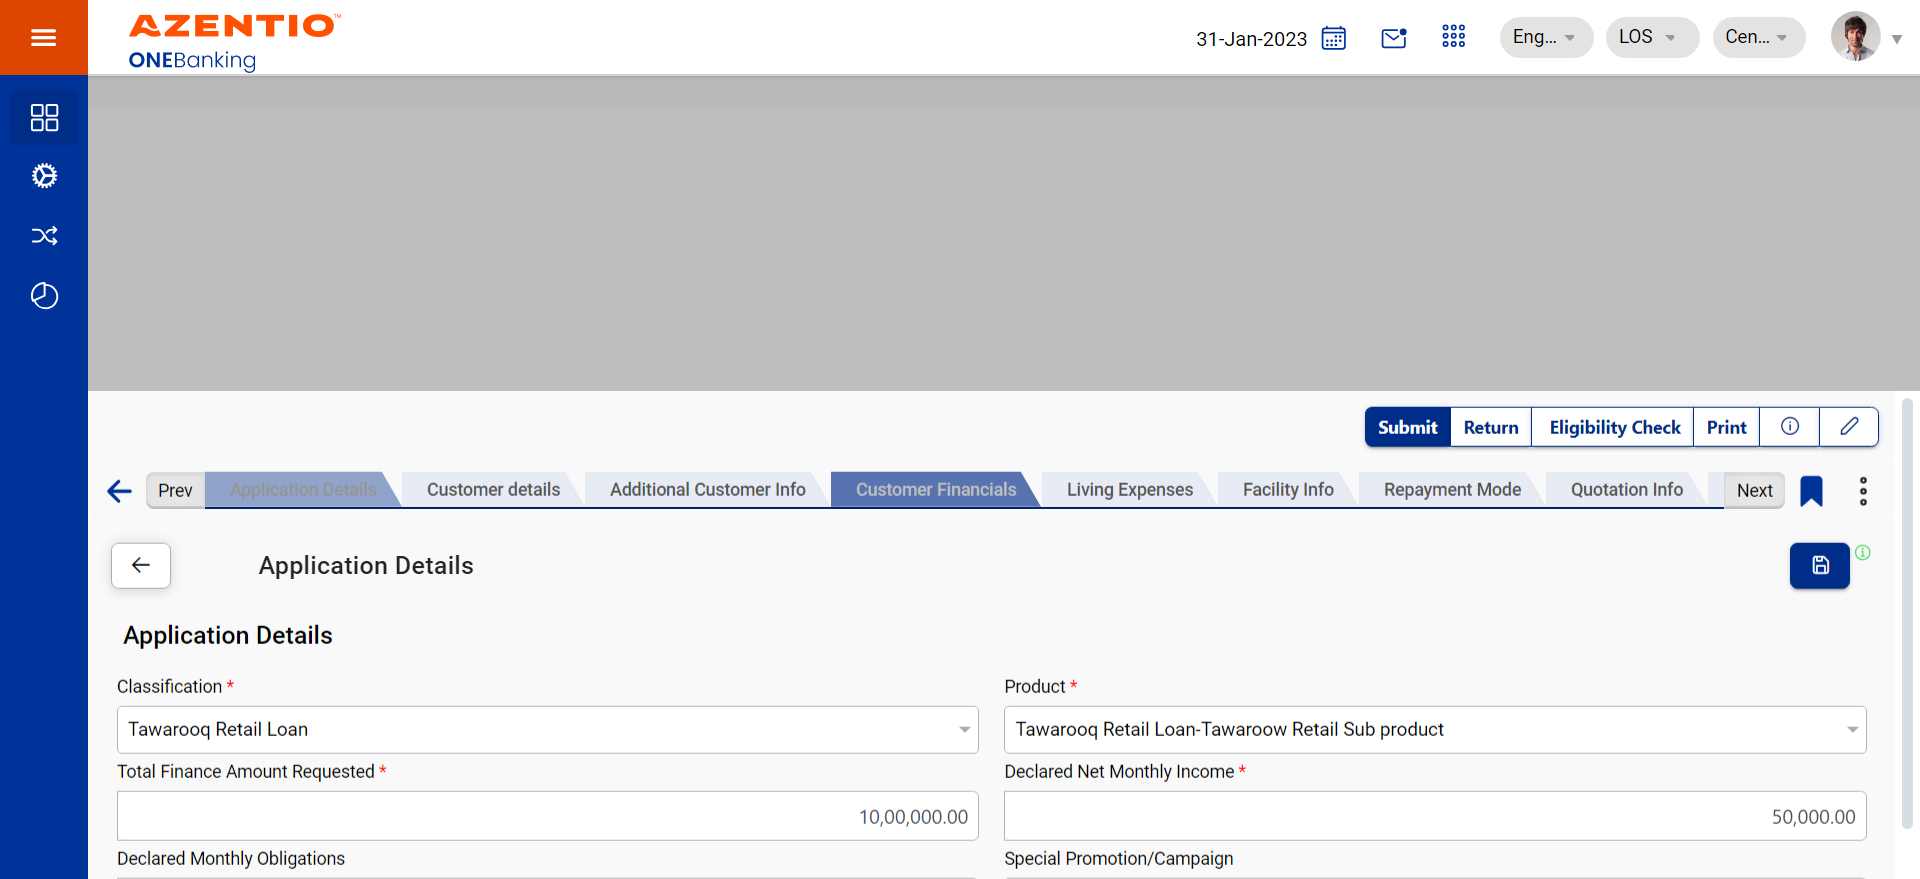 AZENTIO™
ONEBanking
31-Jan-2023
Eng...
LOS
Cen...
Submit
Return
Eligibility Check
Print
Prev
Application Details
Customer details
Additional Customer Info
Customer Financials
Living Expenses
Facility Info
Repayment Mode
Quotation Info
Next
Application Details
Application Details
Classification *
Product *
Tawarooq Retail Loan
Tawarooq Retail Loan-Tawaroow Retail Sub product
Total Finance Amount Requested *
Declared Net Monthly Income *
10,00,000.00
50,000.00
Declared Monthly Obligations
Special Promotion/Campaign